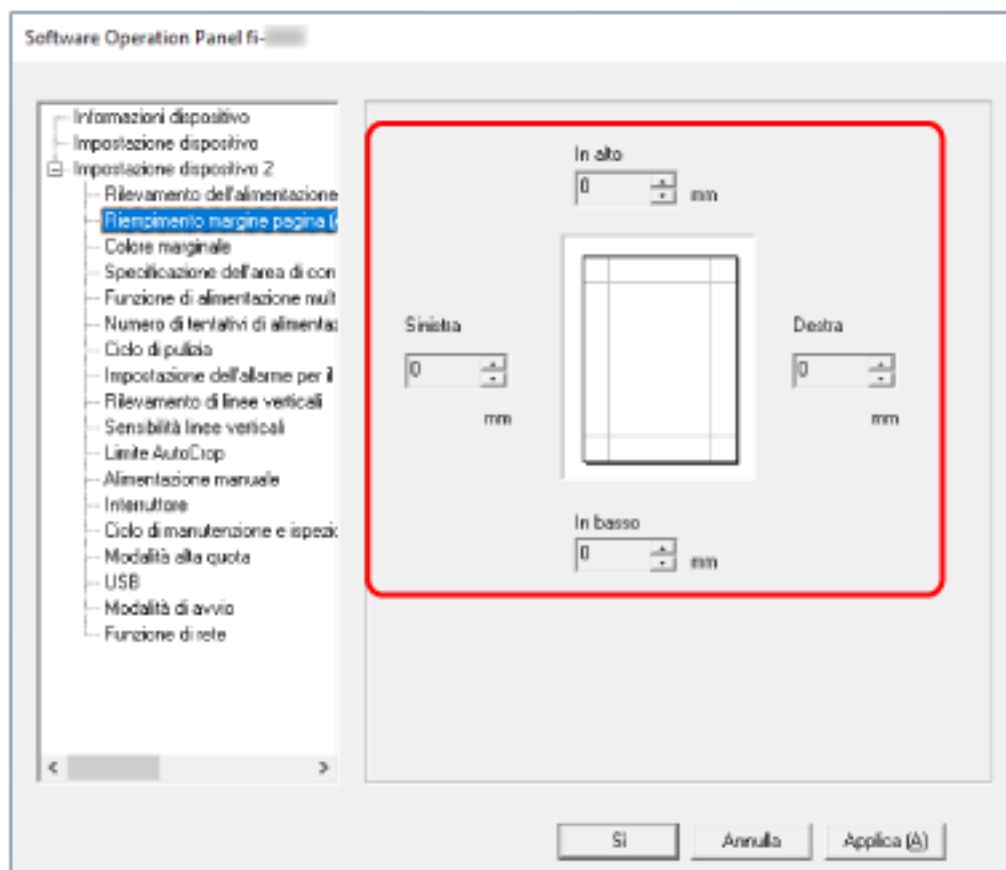 Software Operation Panel fi-
Informazioni dispositivo
Impostazione dispositivo
Impostazione dispositivo 2
Rilevamento dell'alimentazione
Riempimento margine pagina (
Colore marginale
Specificazione dell'area di con
Funzione di alimentazione mult
Numero di tentativi di alimentaz
Ciclo di pulizia
Impostazione dell'allarme per il
Rilevamento di linee verticali
Sensibilità linee verticali
Limite AutoCrop
Alimentazione manuale
Interruttore
Ciclo di manutenzione e ispezio
Modalità alta quota
USB
Modalità di avvio
Funzione di rete
In alto
0 mm
Sinistra
0
mm
Destra
0
mm
In basso
0 mm
Sì
Annulla
Applica (A)